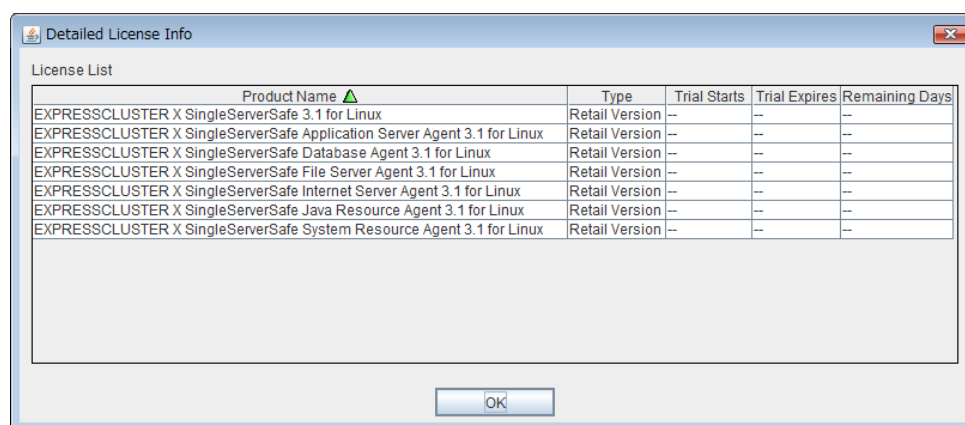 Detailed License Info
License List
Product Name Type Trial Starts Trial Expires Remaining Days
EXPRESSCLUSTER X SingleServerSafe 3.1 for Linux Retail Version -- -- --
EXPRESSCLUSTER X SingleServerSafe Application Server Agent 3.1 for Linux Retail Version -- -- --
EXPRESSCLUSTER X SingleServerSafe Database Agent 3.1 for Linux Retail Version -- -- --
EXPRESSCLUSTER X SingleServerSafe File Server Agent 3.1 for Linux Retail Version -- -- --
EXPRESSCLUSTER X SingleServerSafe Internet Server Agent 3.1 for Linux Retail Version -- -- --
EXPRESSCLUSTER X SingleServerSafe Java Resource Agent 3.1 for Linux Retail Version -- -- --
EXPRESSCLUSTER X SingleServerSafe System Resource Agent 3.1 for Linux Retail Version -- -- --
OK